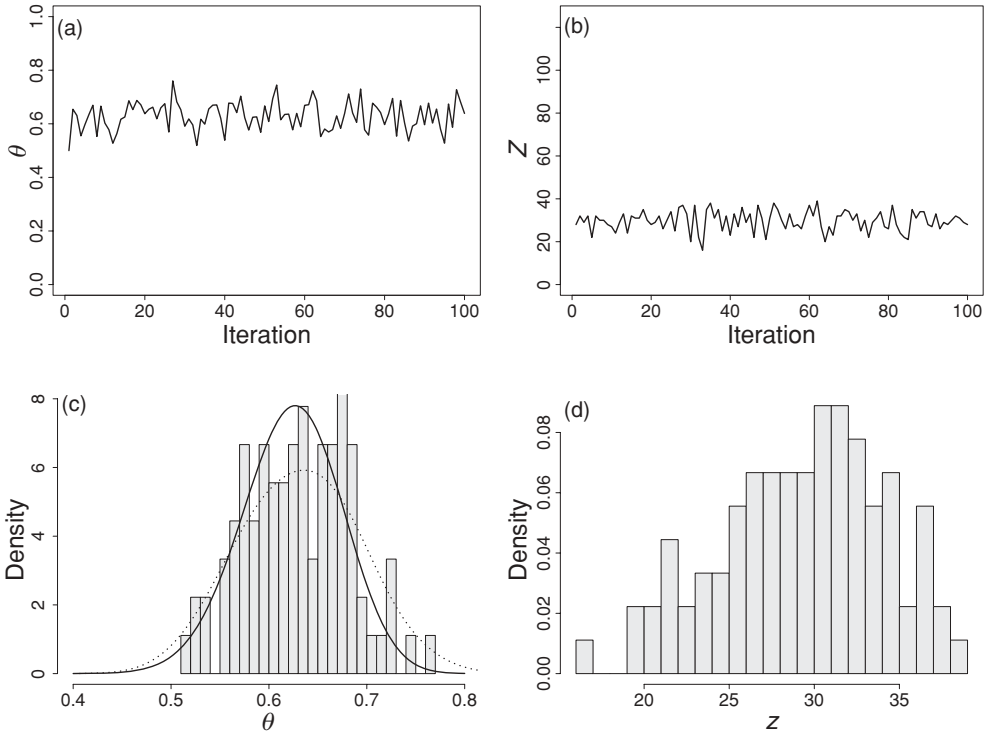 (a)
1.0
0.8
0.6
0.4
0.2
0.0
θ
0 20 40 60 80 100
Iteration
(b)
100
80
60
40
20
0
Z
0 20 40 60 80 100
Iteration
(c)
8
6
4
2
0
Density
0.4 0.5 0.6 0.7 0.8
θ
(d)
0.08
0.06
0.04
0.02
0.00
Density
20 25 30 35
z